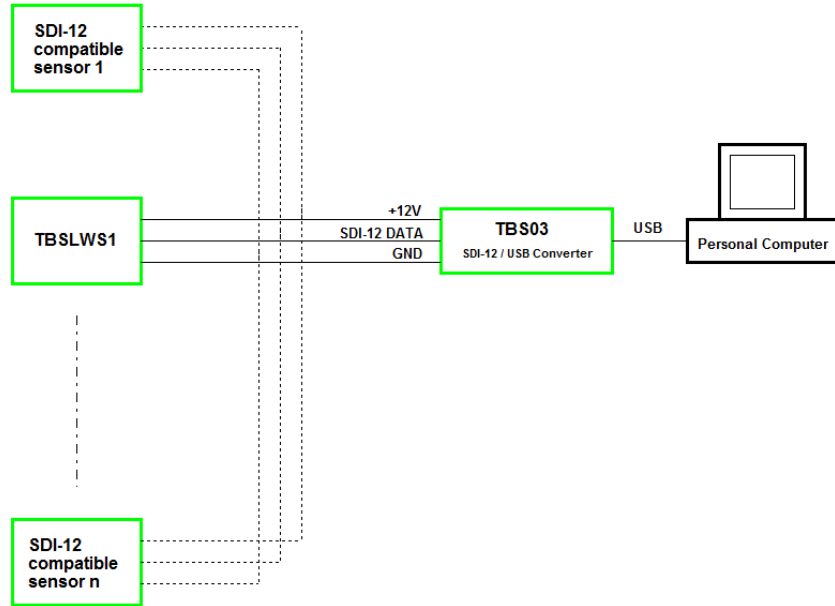 SDI-12
compatible
sensor 1
TBSLWS1
+12V
SDI-12 DATA
GND
TBS03
SDI-12 / USB Converter
USB
Personal Computer
SDI-12
compatible
sensor n